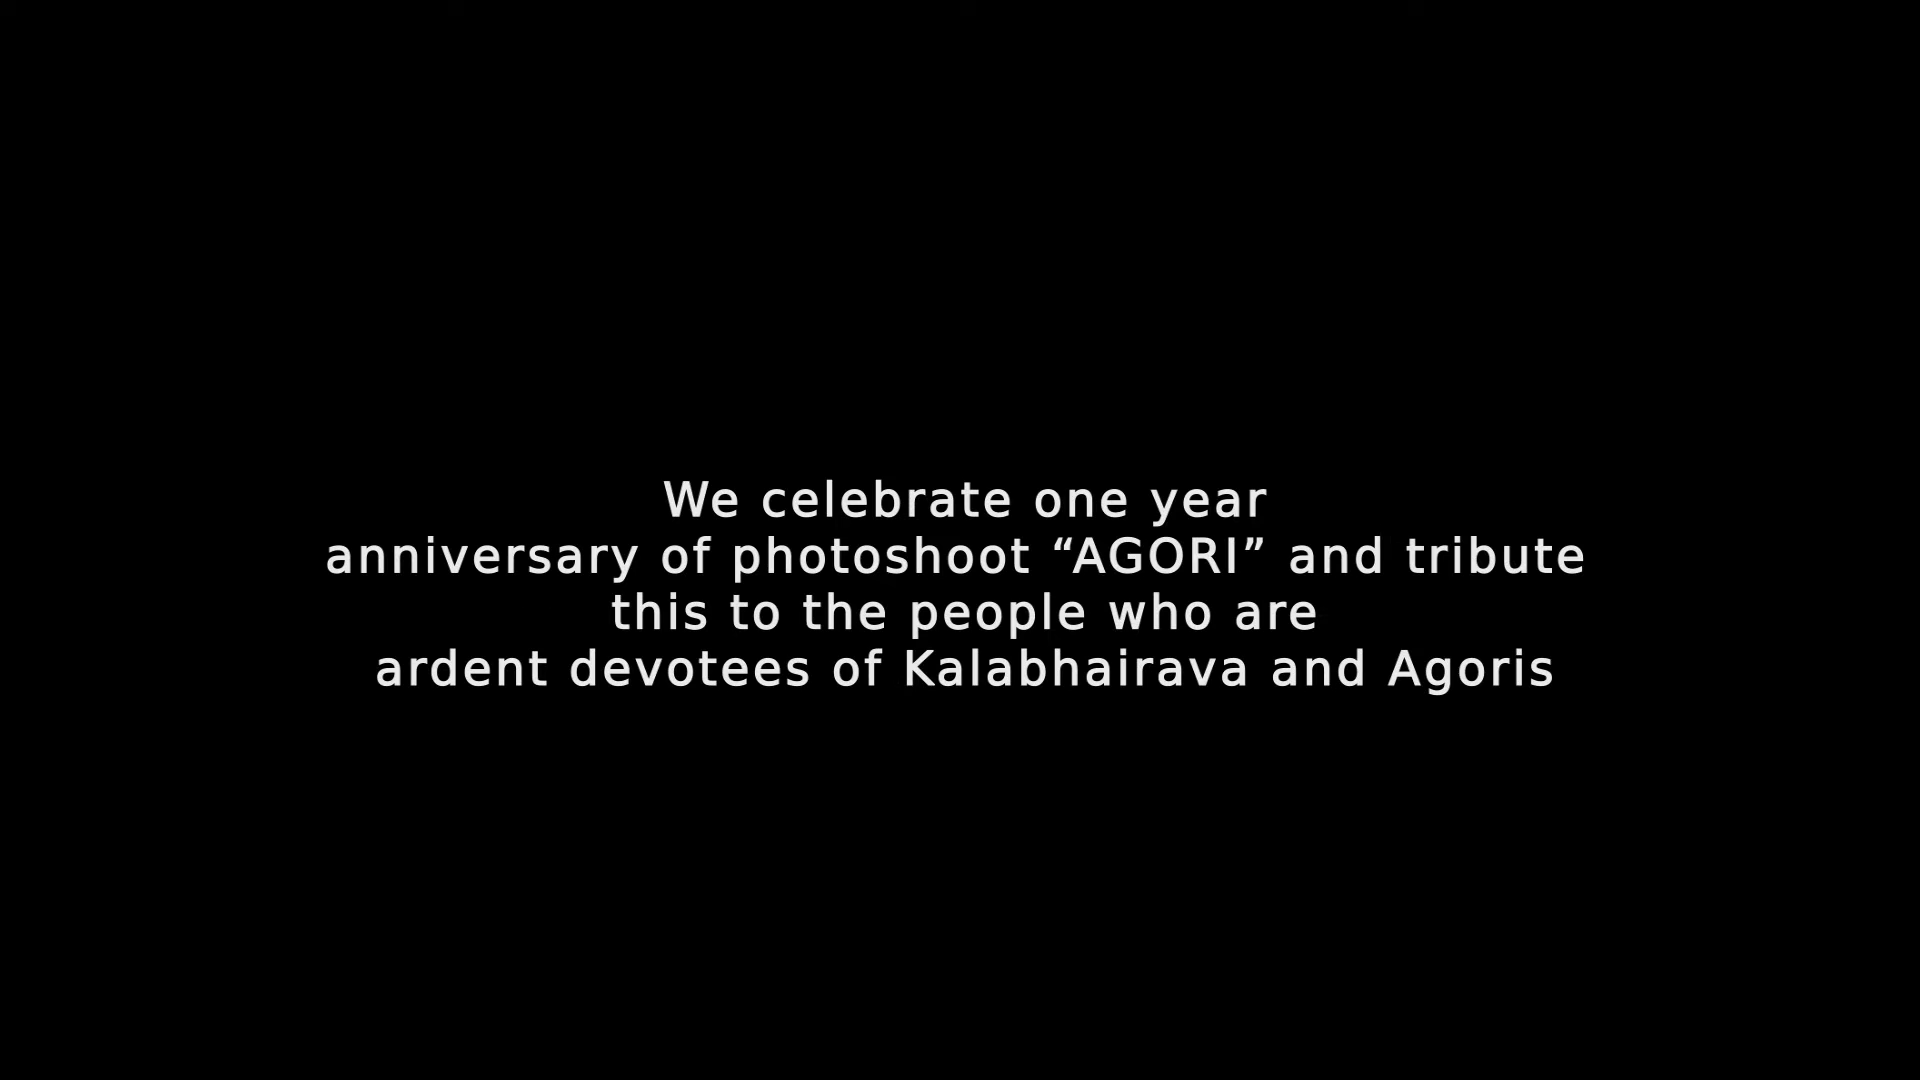 We celebrate one year
anniversary of photoshoot “AGORI” and tribute
this to the people who are
ardent devotees of Kalabhairava and Agoris